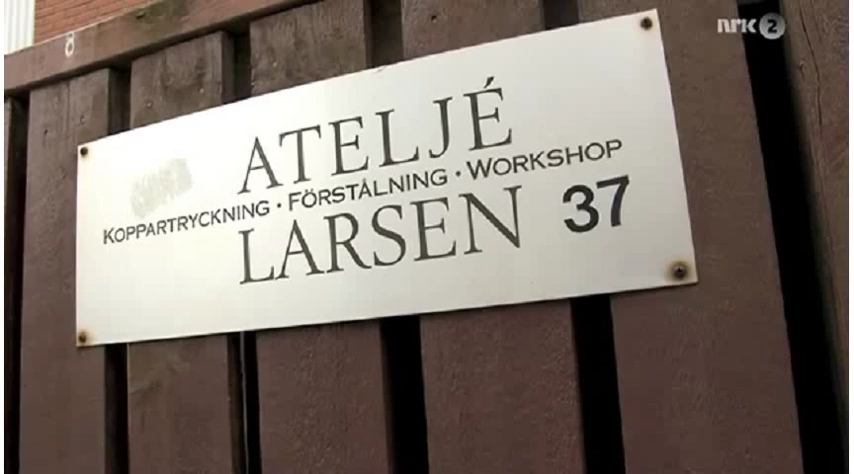 nrk 2
ATELJÉ
KOPPARTRYCKNING · FÖRSTÅLNING · WORKSHOP
LARSEN 37